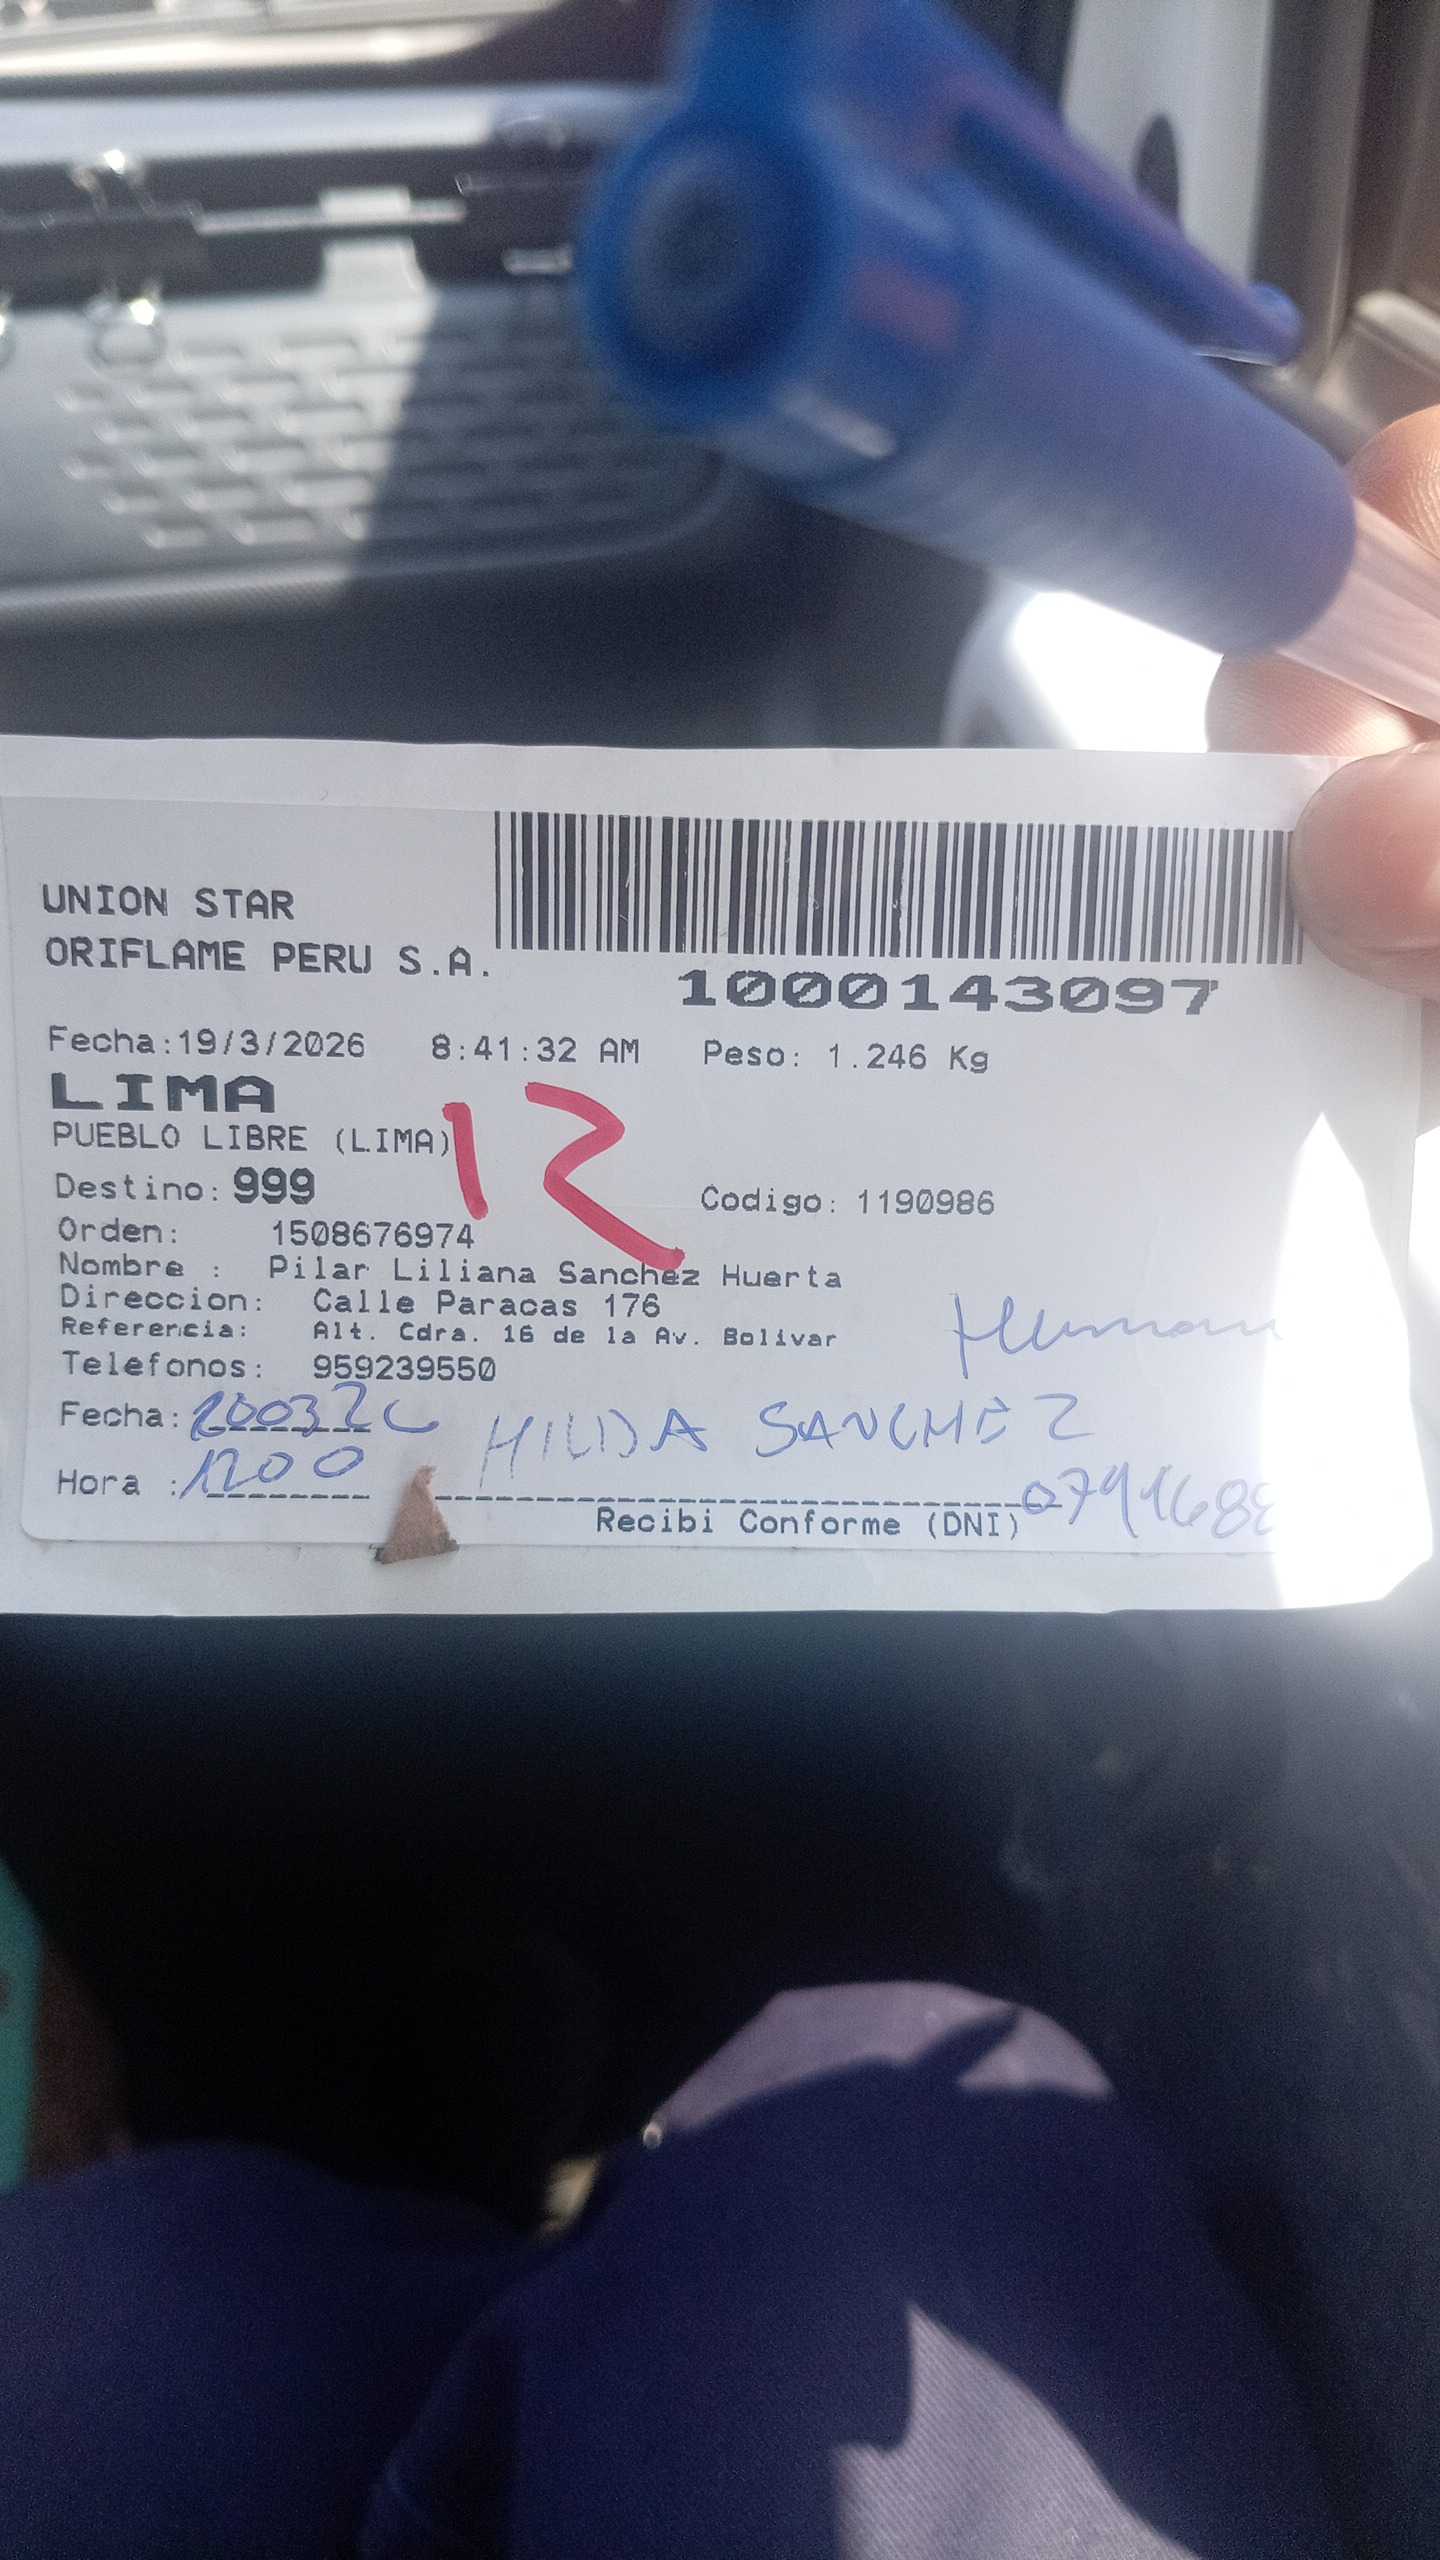 UNION STAR
ORIFLAME PERU S.A.
1000143097
Fecha:19/3/2026 8:41:32 AM Peso: 1.246 Kg
LIMA
PUEBLO LIBRE (LIMA)
12
Destino: 999 Codigo: 1190986
Orden: 1508676974
Nombre : Pilar Liliana Sanchez Huerta
Direccion: Calle Paracas 176
Referencia: Alt. Cdra. 16 de la Av. Bolivar
Telefonos: 959239550
Fecha: HILDA SANCHEZ
Hora : 1200
Recibi Conforme (DNI)